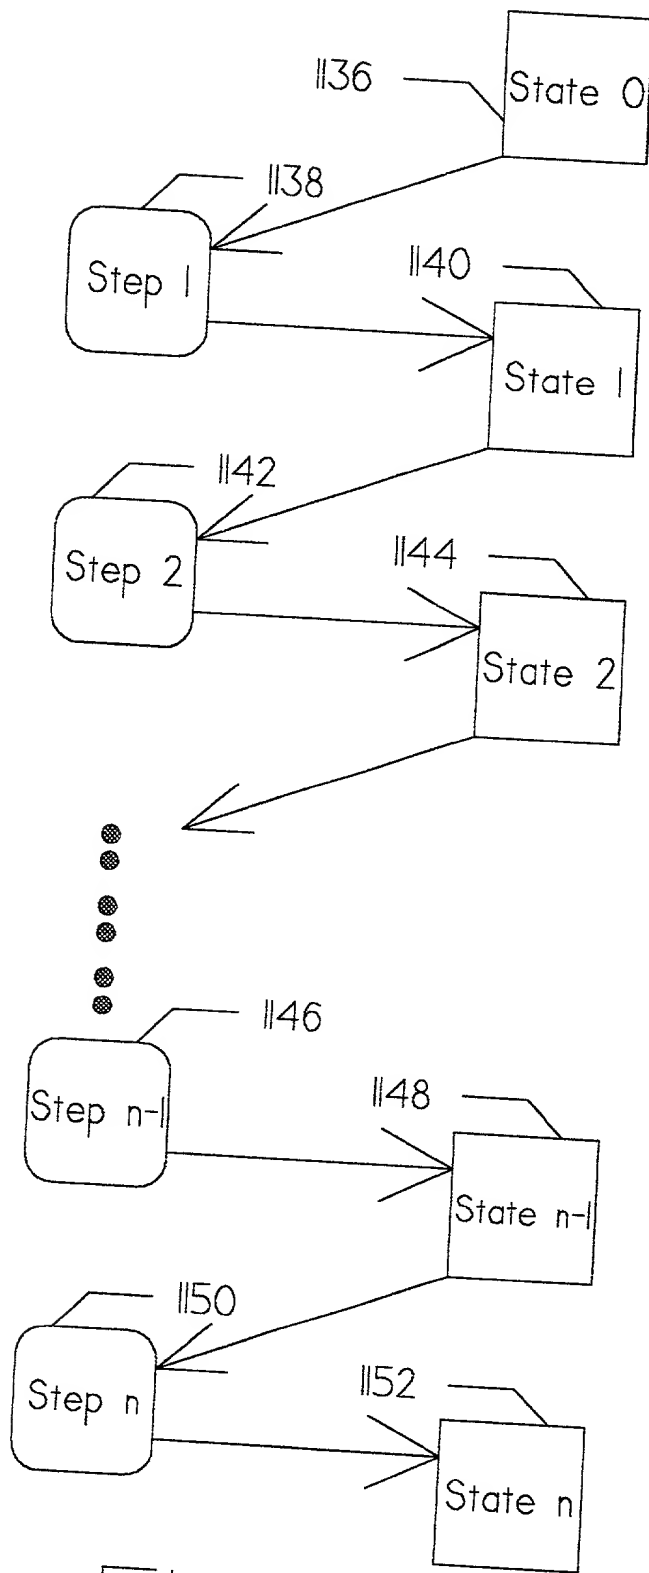 1136
State 0
1138
Step 1
1140
State 1
1142
Step 2
1144
State 2
1146
Step n-1
1148
State n-1
1150
Step n
1152
State n